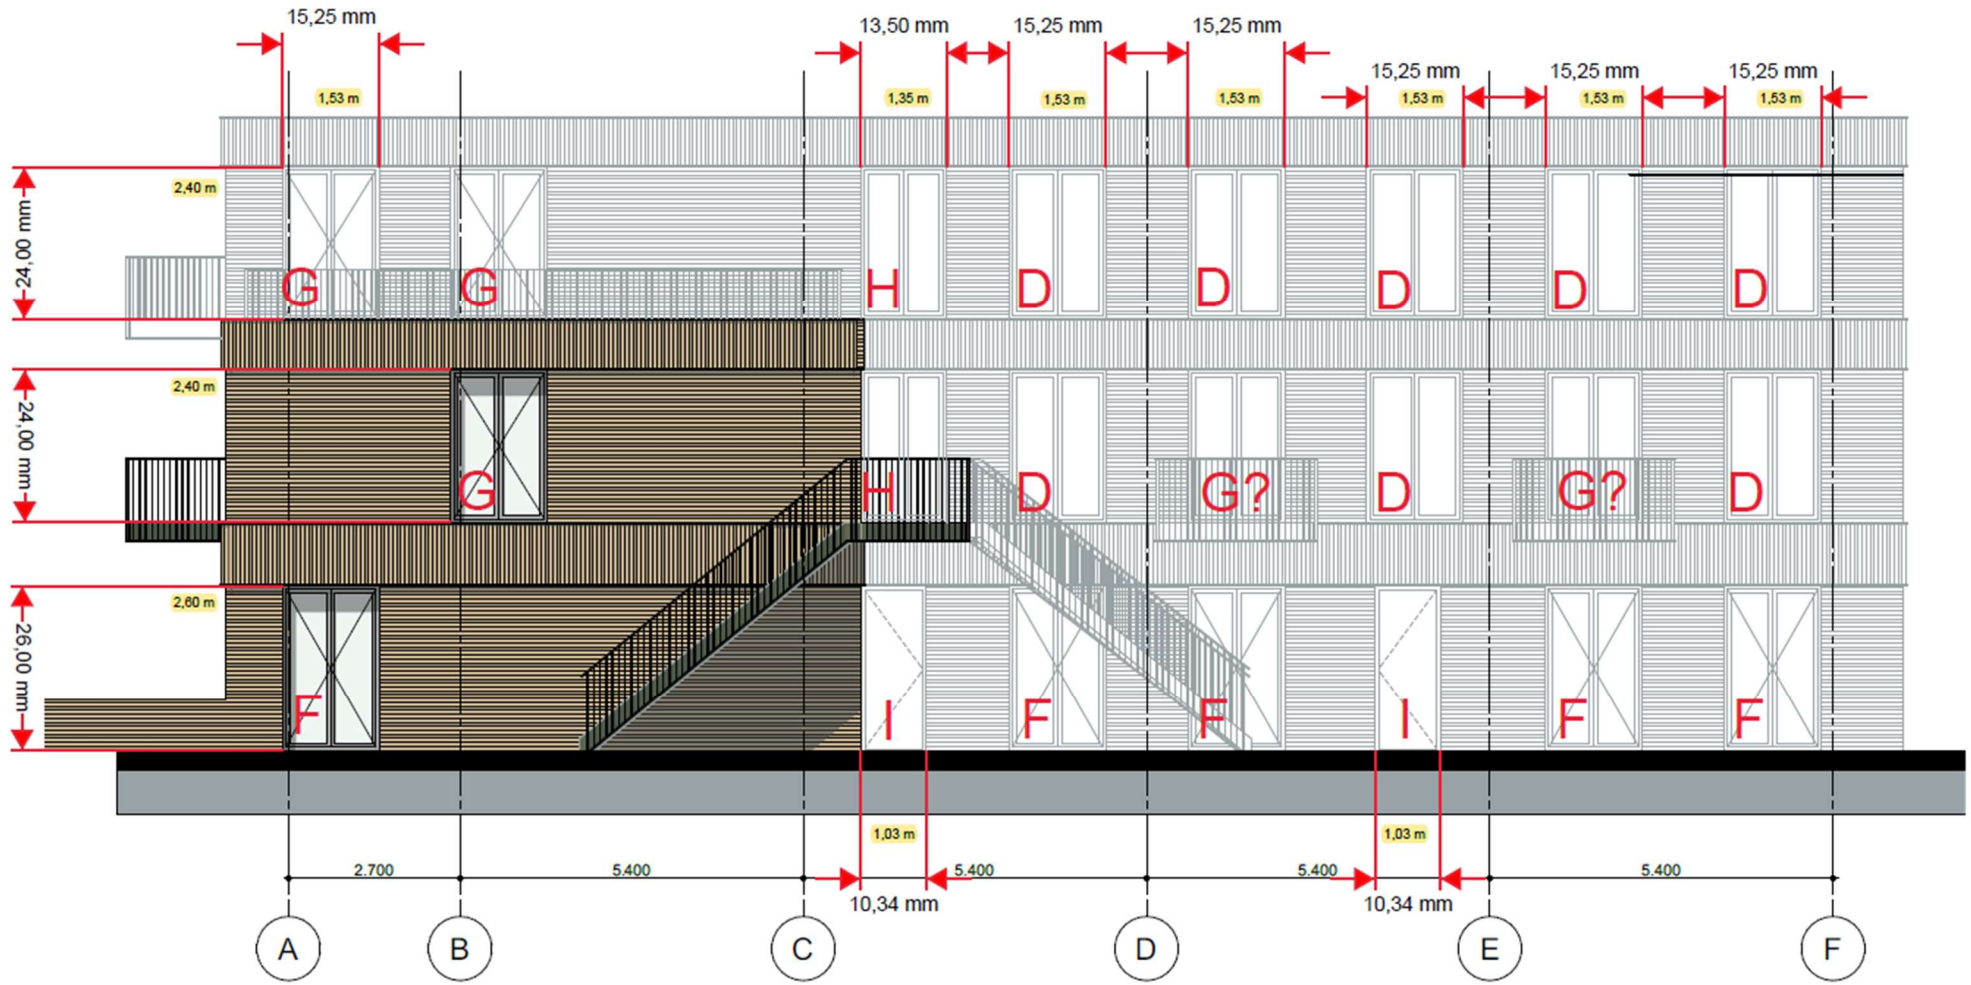 15,25 mm
13,50 mm 15,25 mm 15,25 mm
15,25 mm 15,25 mm 15,25 mm
1,53 m 1,35 m 1,53 m 1,53 m 1,53 m 1,53 m 1,53 m
2,40 m
24,00 mm
G G H D D D D D
2,40 m
24,00 mm
G H D G? D G? D
2,60 m
26,00 mm
F I F F I F F
1,03 m 1,03 m
2.700 5.400 5.400 5.400 5.400
10,34 mm 10,34 mm
A B C D E F